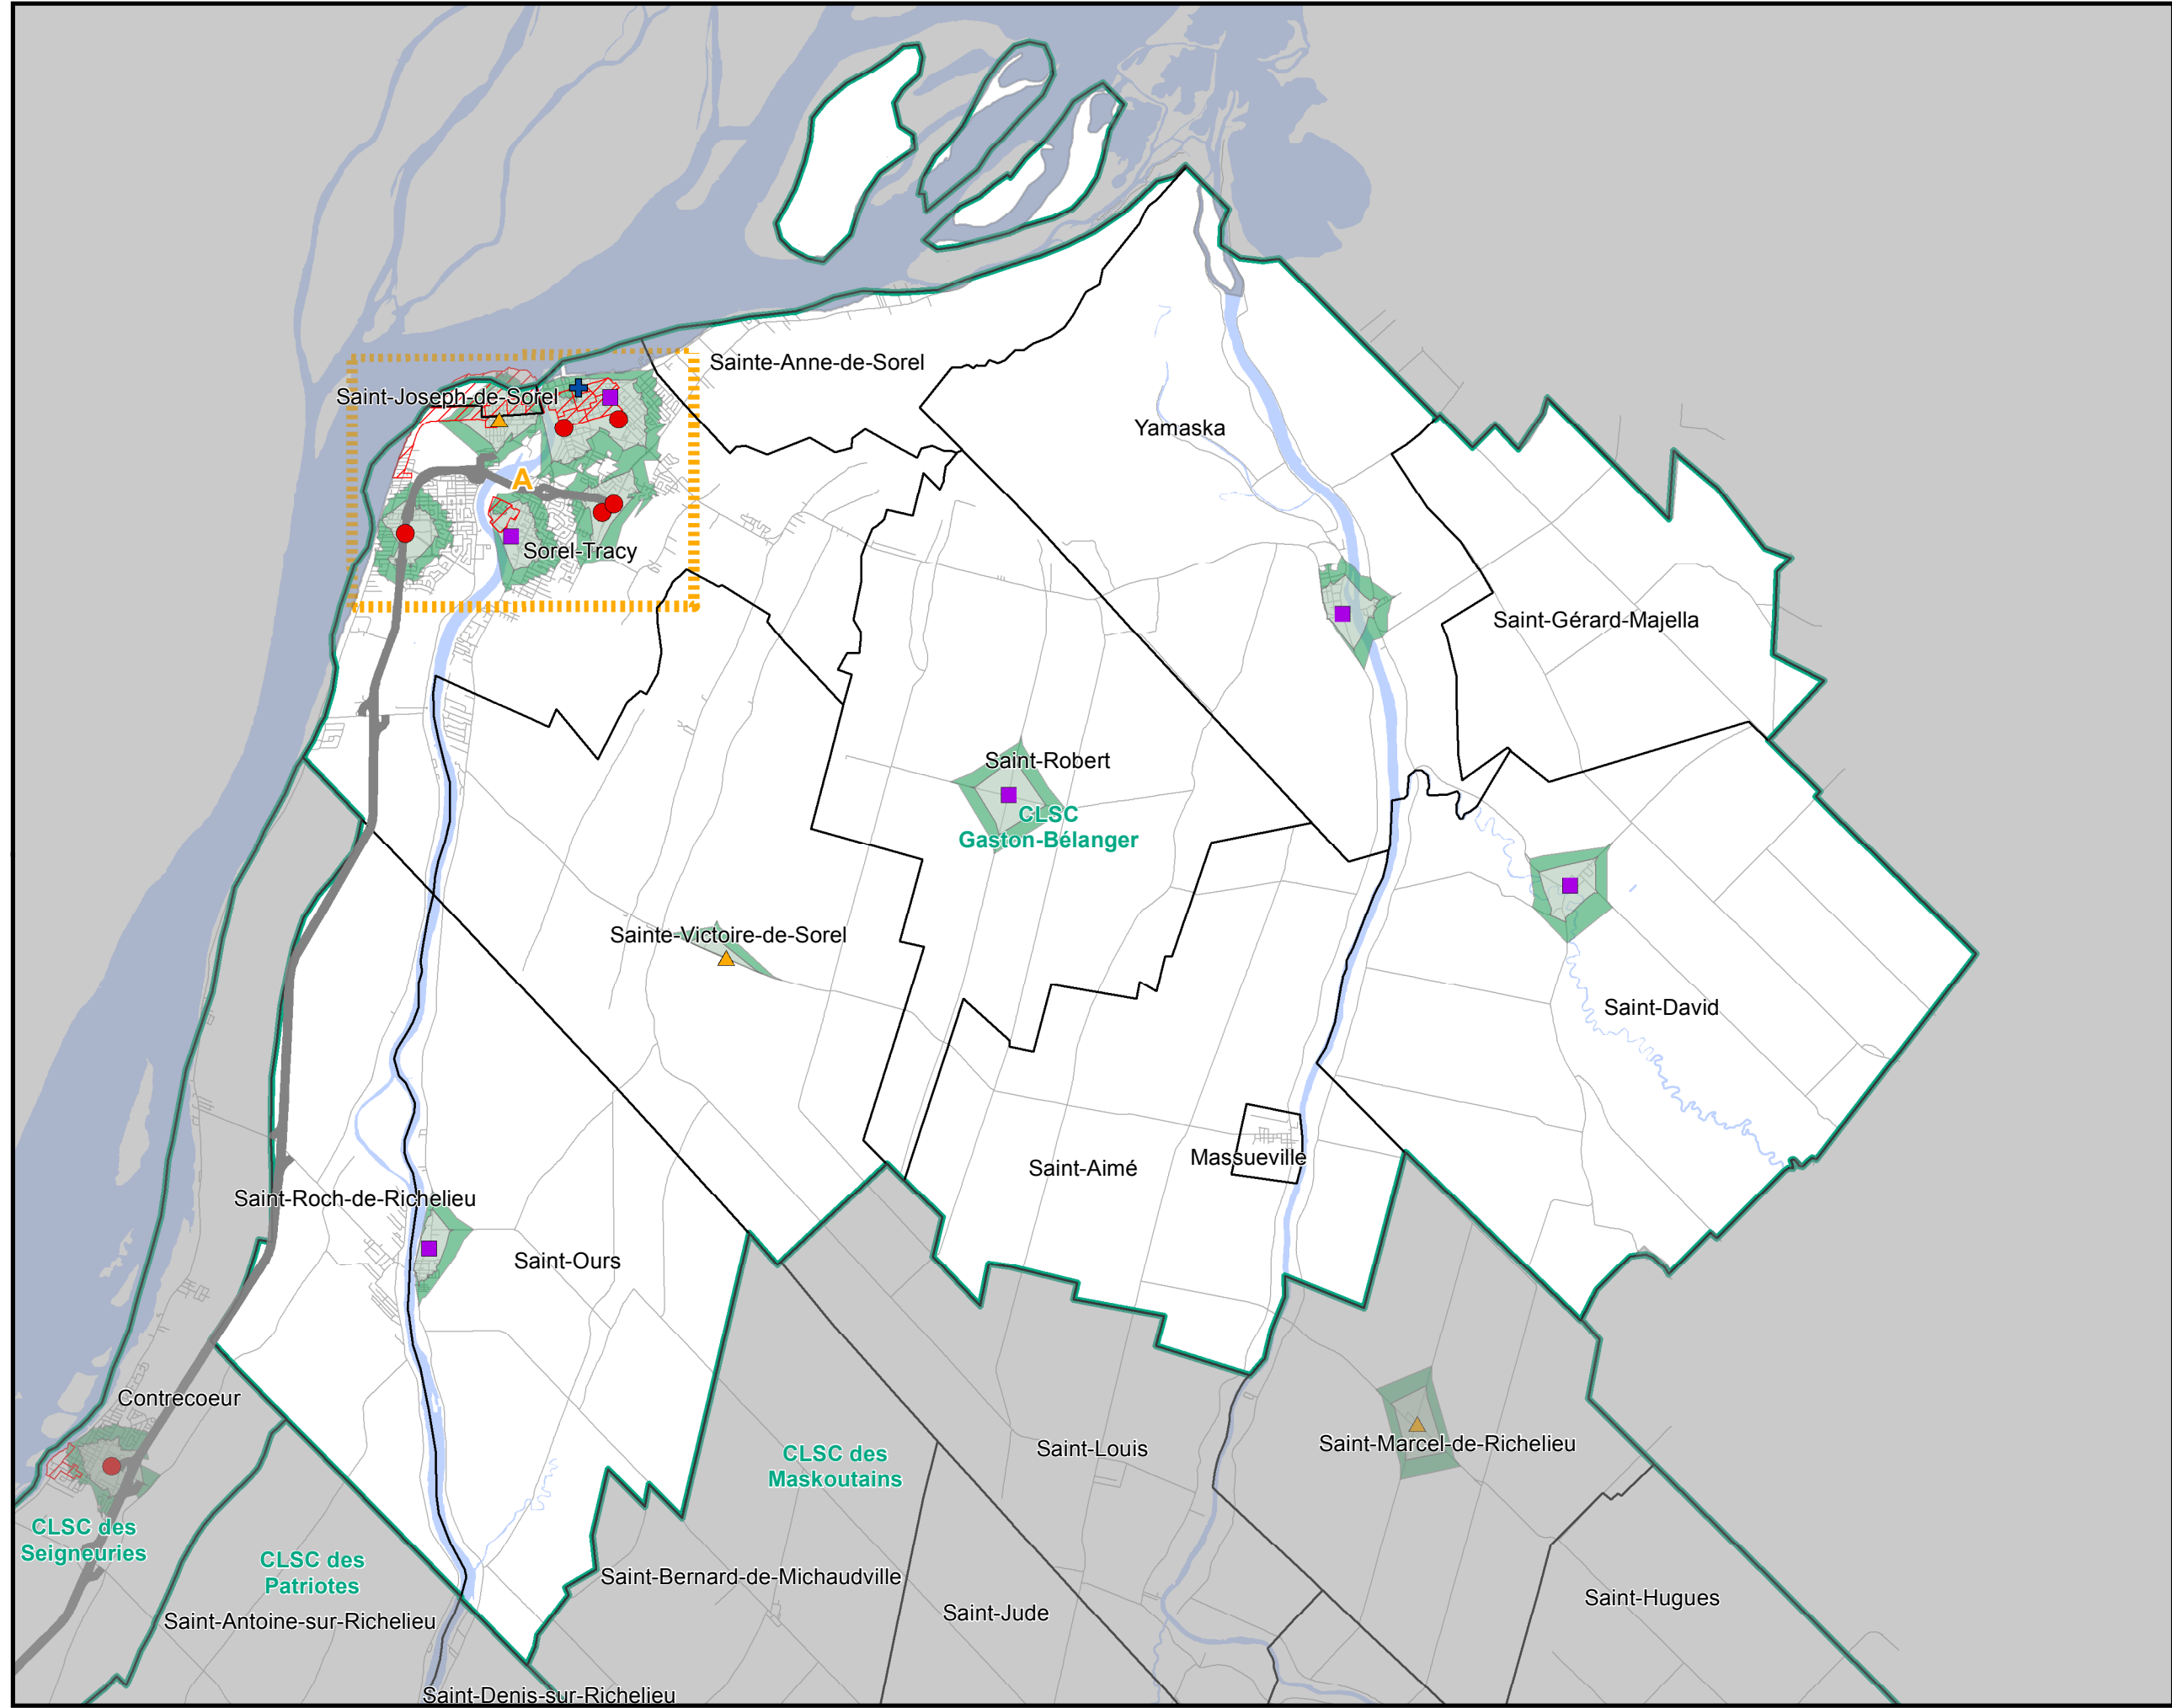 Sainte-Anne-de-Sorel
Saint-Joseph-de-Sorel
Yamaska
A
Sorel-Tracy
Saint-Gérard-Majella
Saint-Robert
CLSC
Gaston-Bélanger
Sainte-Victoire-de-Sorel
Saint-David
Massueville
Saint-Aimé
Saint-Roch-de-Richelieu
Saint-Ours
Contrecoeur
Saint-Marcel-de-Richelieu
Saint-Louis
CLSC des
Maskoutains
CLSC des
Seigneuries
CLSC des
Patriotes
Saint-Bernard-de-Michaudville
Saint-Hugues
Saint-Jude
Saint-Antoine-sur-Richelieu
Saint-Denis-sur-Richelieu